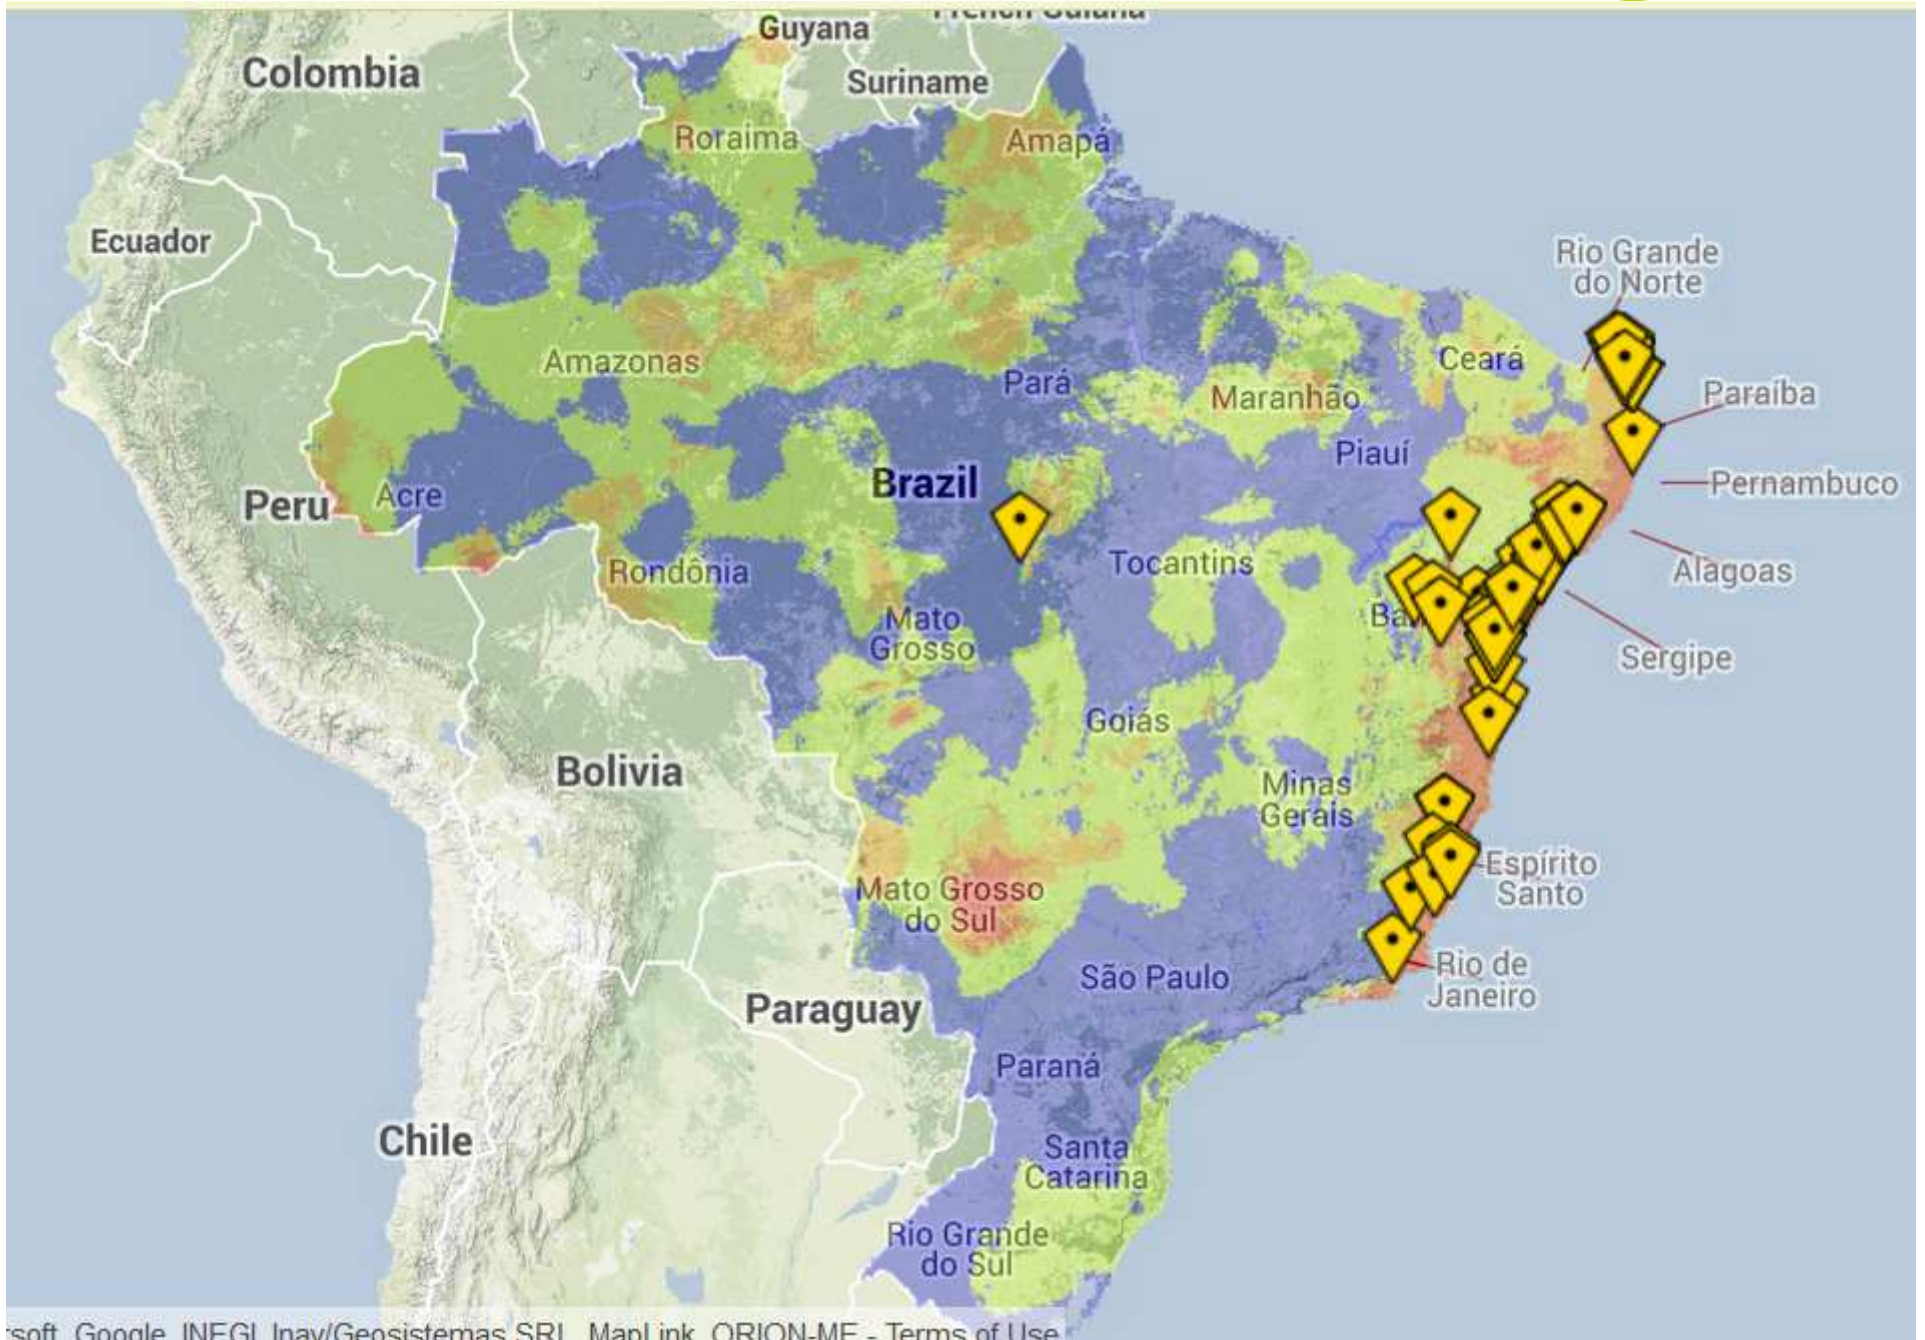 Guyana
Colombia
Suriname
Roraima
Amapá
Ecuador
Rio Grande
do Norte
Amazonas
Ceará
Pará
Maranhão
Paraíba
Piauí
Brazil
Pernambuco
Peru
Acre
Tocantins
Rondônia
Alagoas
Mato
Grosso
Sergipe
Goiás
Bolivia
Minas
Gerais
Espírito
Santo
Mato Grosso
do Sul
São Paulo
Rio de
Janeiro
Paraguay
Paraná
Chile
Santa
Catarina
Rio Grande
do Sul
Google, INEGI, Inav/Geosistemas SRL, MapLink, ORION-ME - Terms of Use